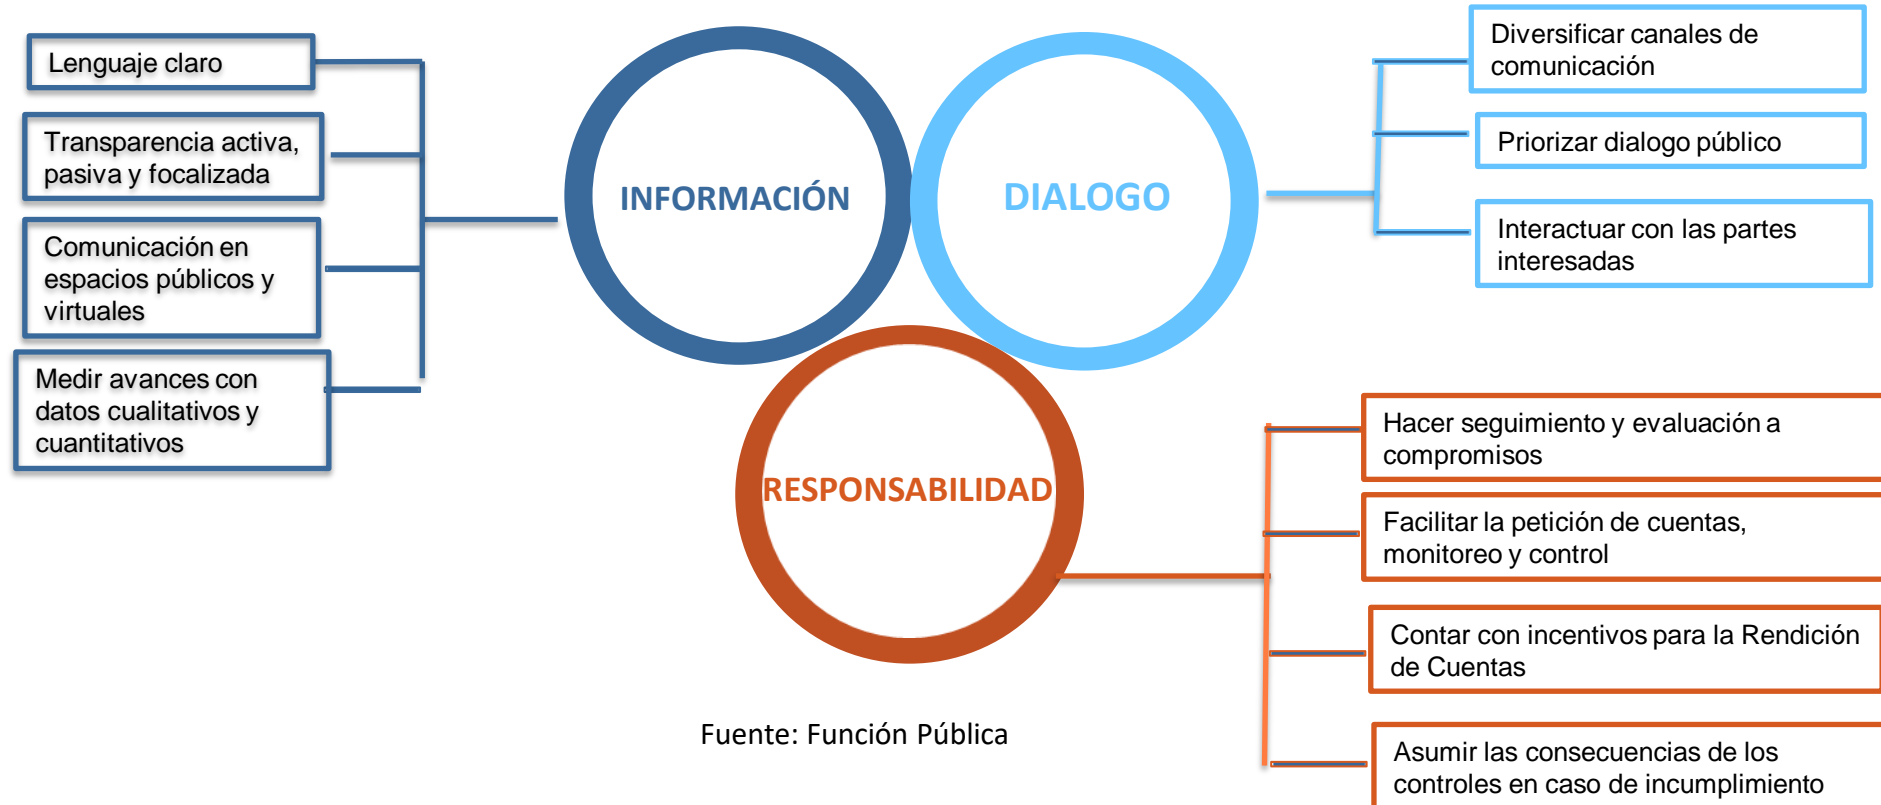 Lenguaje claro
Transparencia activa,
pasiva y focalizada
Comunicación en
espacios públicos y
virtuales
Medir avances con
datos cualitativos y
cuantitativos
INFORMACIÓN
DIALOGO
RESPONSABILIDAD
Diversificar canales de
comunicación
Priorizar dialogo público
Interactuar con las partes
interesadas
Hacer seguimiento y evaluación a
compromisos
Facilitar la petición de cuentas,
monitoreo y control
Contar con incentivos para la Rendición
de Cuentas
Asumir las consecuencias de los
controles en caso de incumplimiento
Fuente: Función Pública